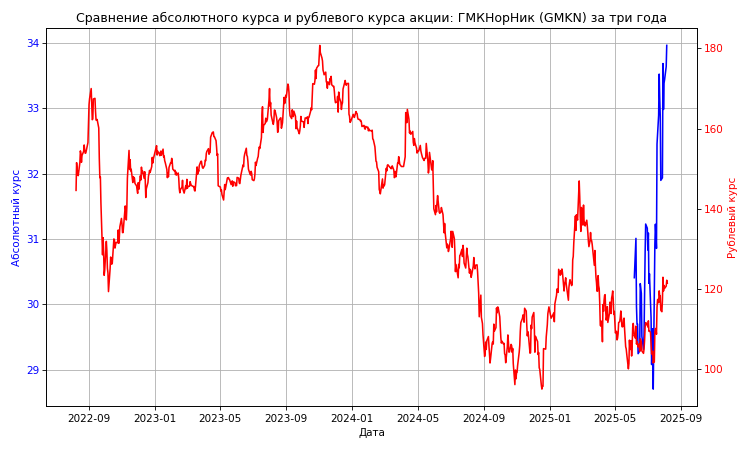 Сравнение абсолютного курса и рублевого курса акции: ГМКНорНик (GMKN) за три года
34
33
32
31
30
29
Абсолютный курс
180
160
140
120
100
Рублевый курс
2022-09 2023-01 2023-05 2023-09 2024-01 2024-05 2024-09 2025-01 2025-05 2025-09
Дата